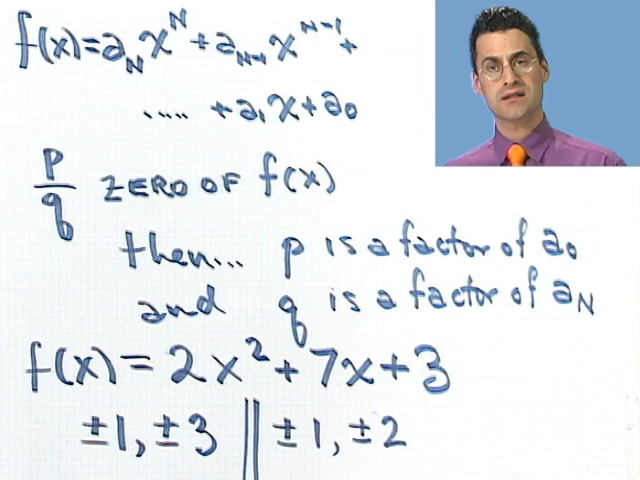 f(x)=a_N x^N + a_{N-1} x^{N-1} +
..... + a_1 x + a_0
p/q ZERO OF f(x)
then... p is a factor of a_0
and q is a factor of a_N
f(x) = 2x^2 + 7x + 3
±1, ±3 || ±1, ±2